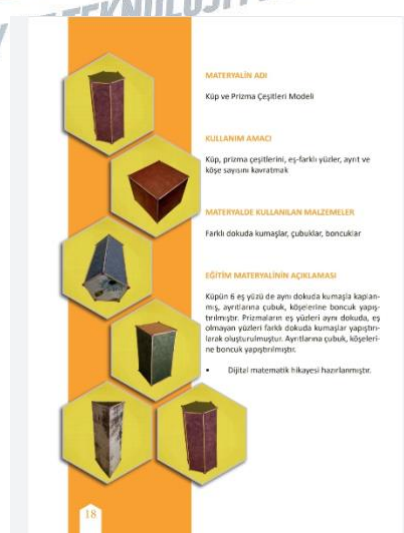 MATERYALİN ADI
Küp ve Prizma Çeşitleri Modeli
KULLANIM AMACI
Küp, prizma çeşitlerini, eş-farklı yüzler, ayrıt ve
köşe sayısını kavratmak
MATERYALDE KULLANILAN MALZEMELER
Farklı dokuda kumaşlar, çubuklar, boncuklar
EĞİTİM MATERYALİNİN AÇIKLAMASI
Küpün 6 eş yüzü de aynı dokuda kumaşla kaplan-
mış, ayrıtlarına çubuk, köşelerine boncuk yapış-
tırılmıştır. Prizmaların eş yüzleri aynı dokuda, eş
olmayan yüzleri farklı dokuda kumaşlar yapıştırı-
larak oluşturulmuştur. Ayrıtlarına çubuk, köşeleri-
ne boncuk yapıştırılmıştır.
• Dijital matematik hikayesi hazırlanmıştır.
18